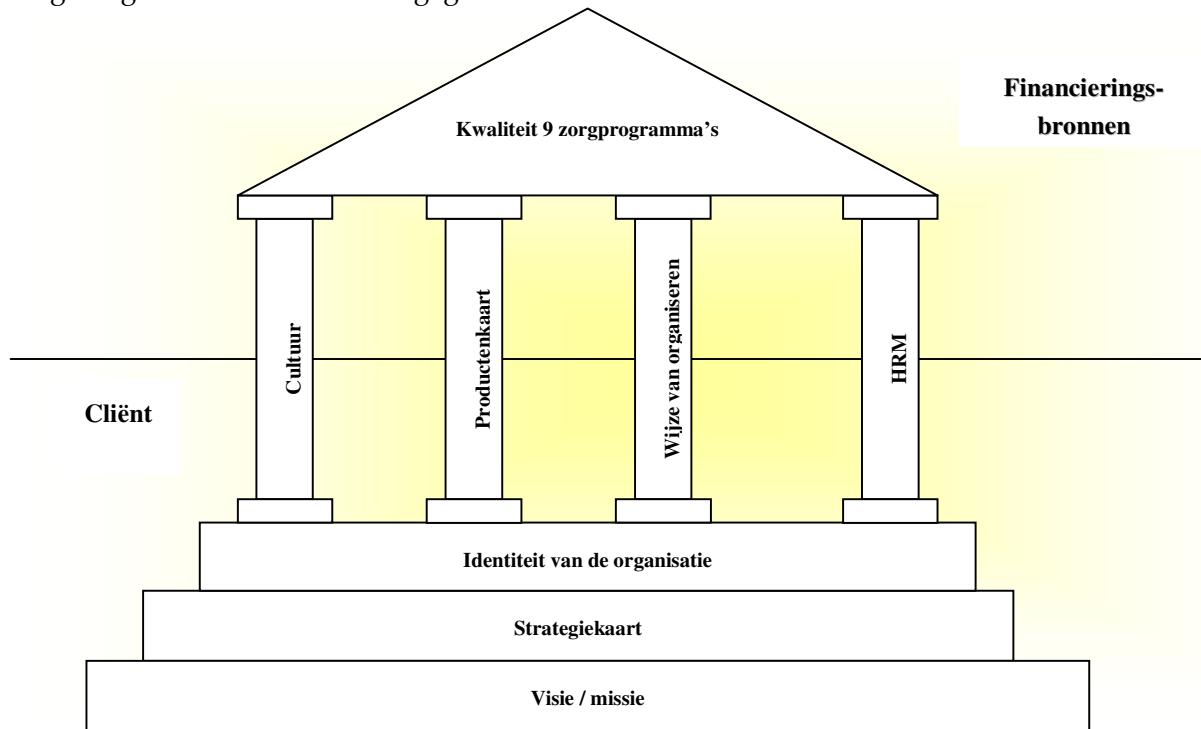 Kwaliteit 9 zorgprogramma's
Financierings-
bronnen
Cultuur
Productenkaart
Wijze van organiseren
HRM
Cliënt
Identiteit van de organisatie
Strategiekaart
Visie / missie